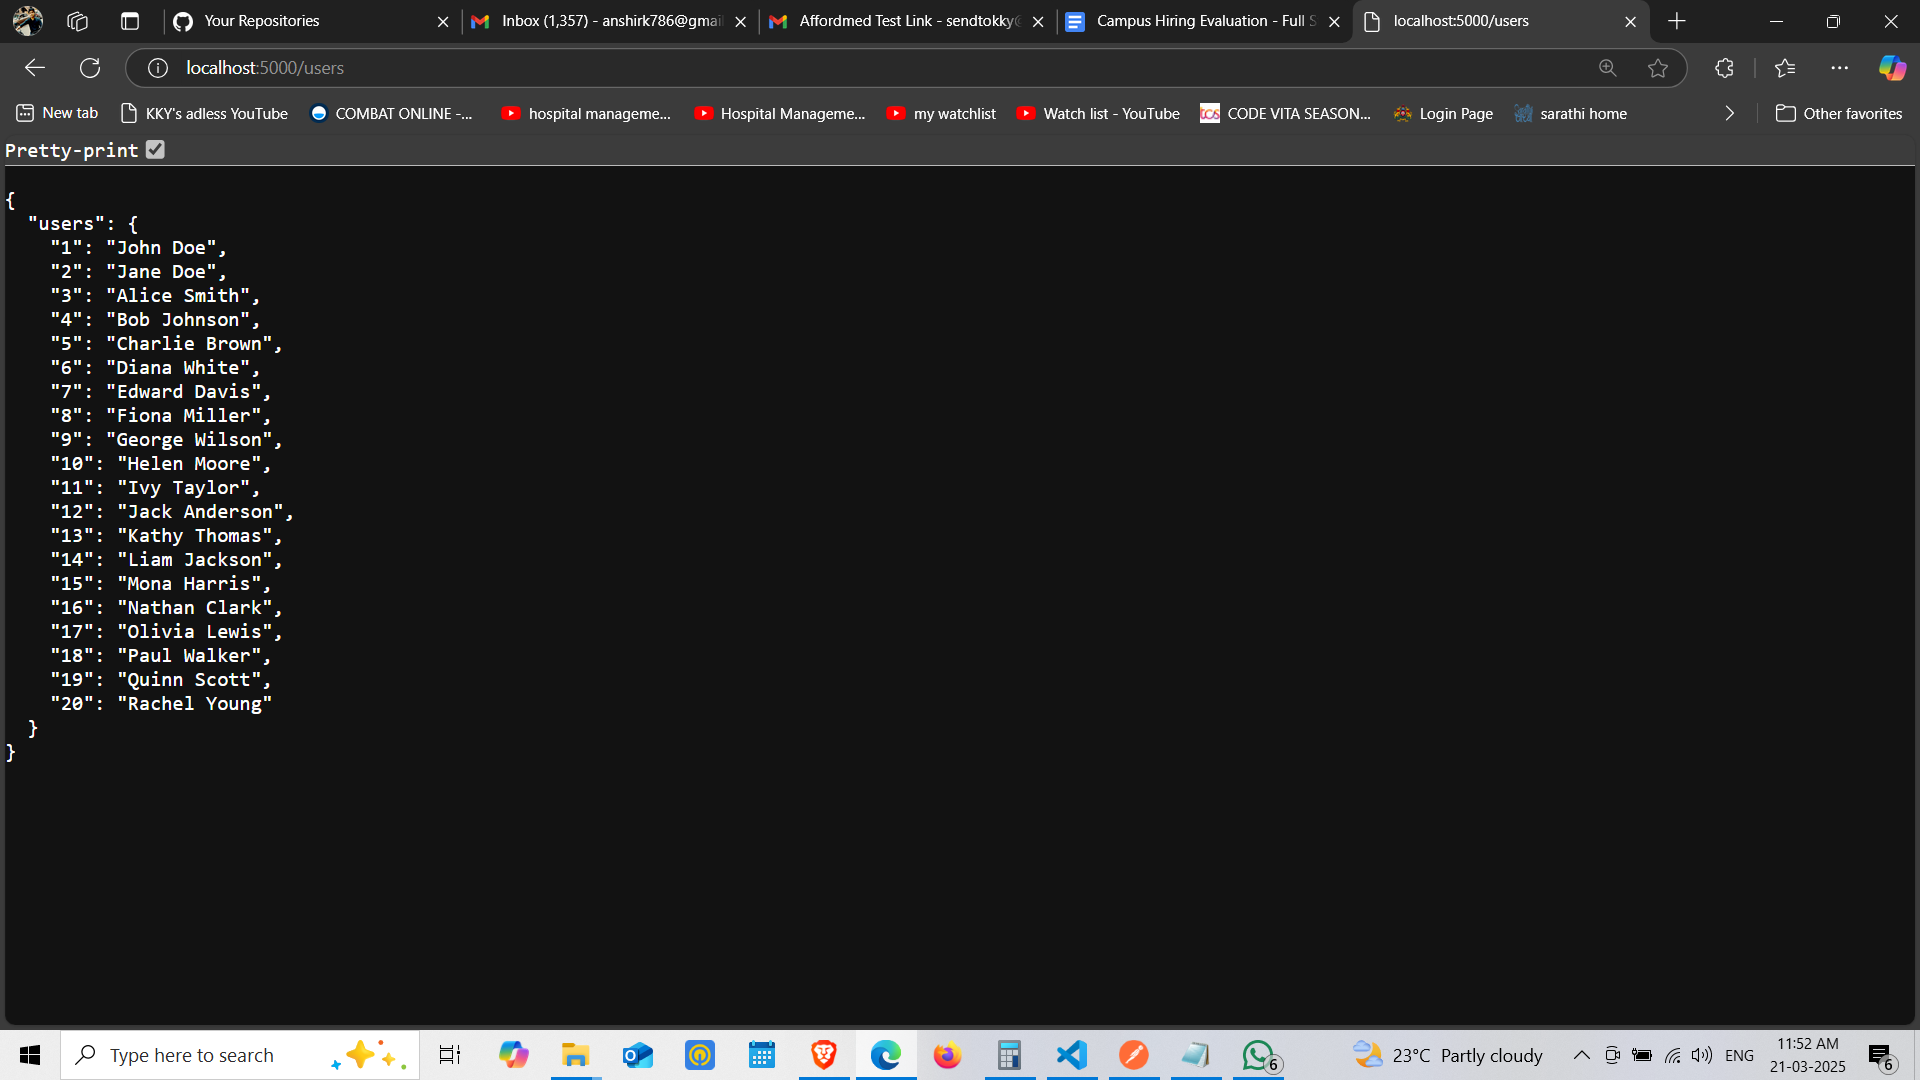 Your Repositories
Inbox (1,357) - anshirk786@gmai
Affordmed Test Link - sendtokky@
Campus Hiring Evaluation - Full S
localhost:5000/users
localhost:5000/users
New tab
KKY's adless YouTube
COMBAT ONLINE -...
hospital manageme...
Hospital Manageme...
my watchlist
Watch list - YouTube
tcs
CODE VITA SEASON...
Login Page
sarathi home
Other favorites
Pretty-print
{
"users": {
"1": "John Doe",
"2": "Jane Doe",
"3": "Alice Smith",
"4": "Bob Johnson",
"5": "Charlie Brown",
"6": "Diana White",
"7": "Edward Davis",
"8": "Fiona Miller",
"9": "George Wilson",
"10": "Helen Moore",
"11": "Ivy Taylor",
"12": "Jack Anderson",
"13": "Kathy Thomas",
"14": "Liam Jackson",
"15": "Mona Harris",
"16": "Nathan Clark",
"17": "Olivia Lewis",
"18": "Paul Walker",
"19": "Quinn Scott",
"20": "Rachel Young"
}
}
Type here to search
6
23°C Partly cloudy
ENG
11:52 AM
21-03-2025
6